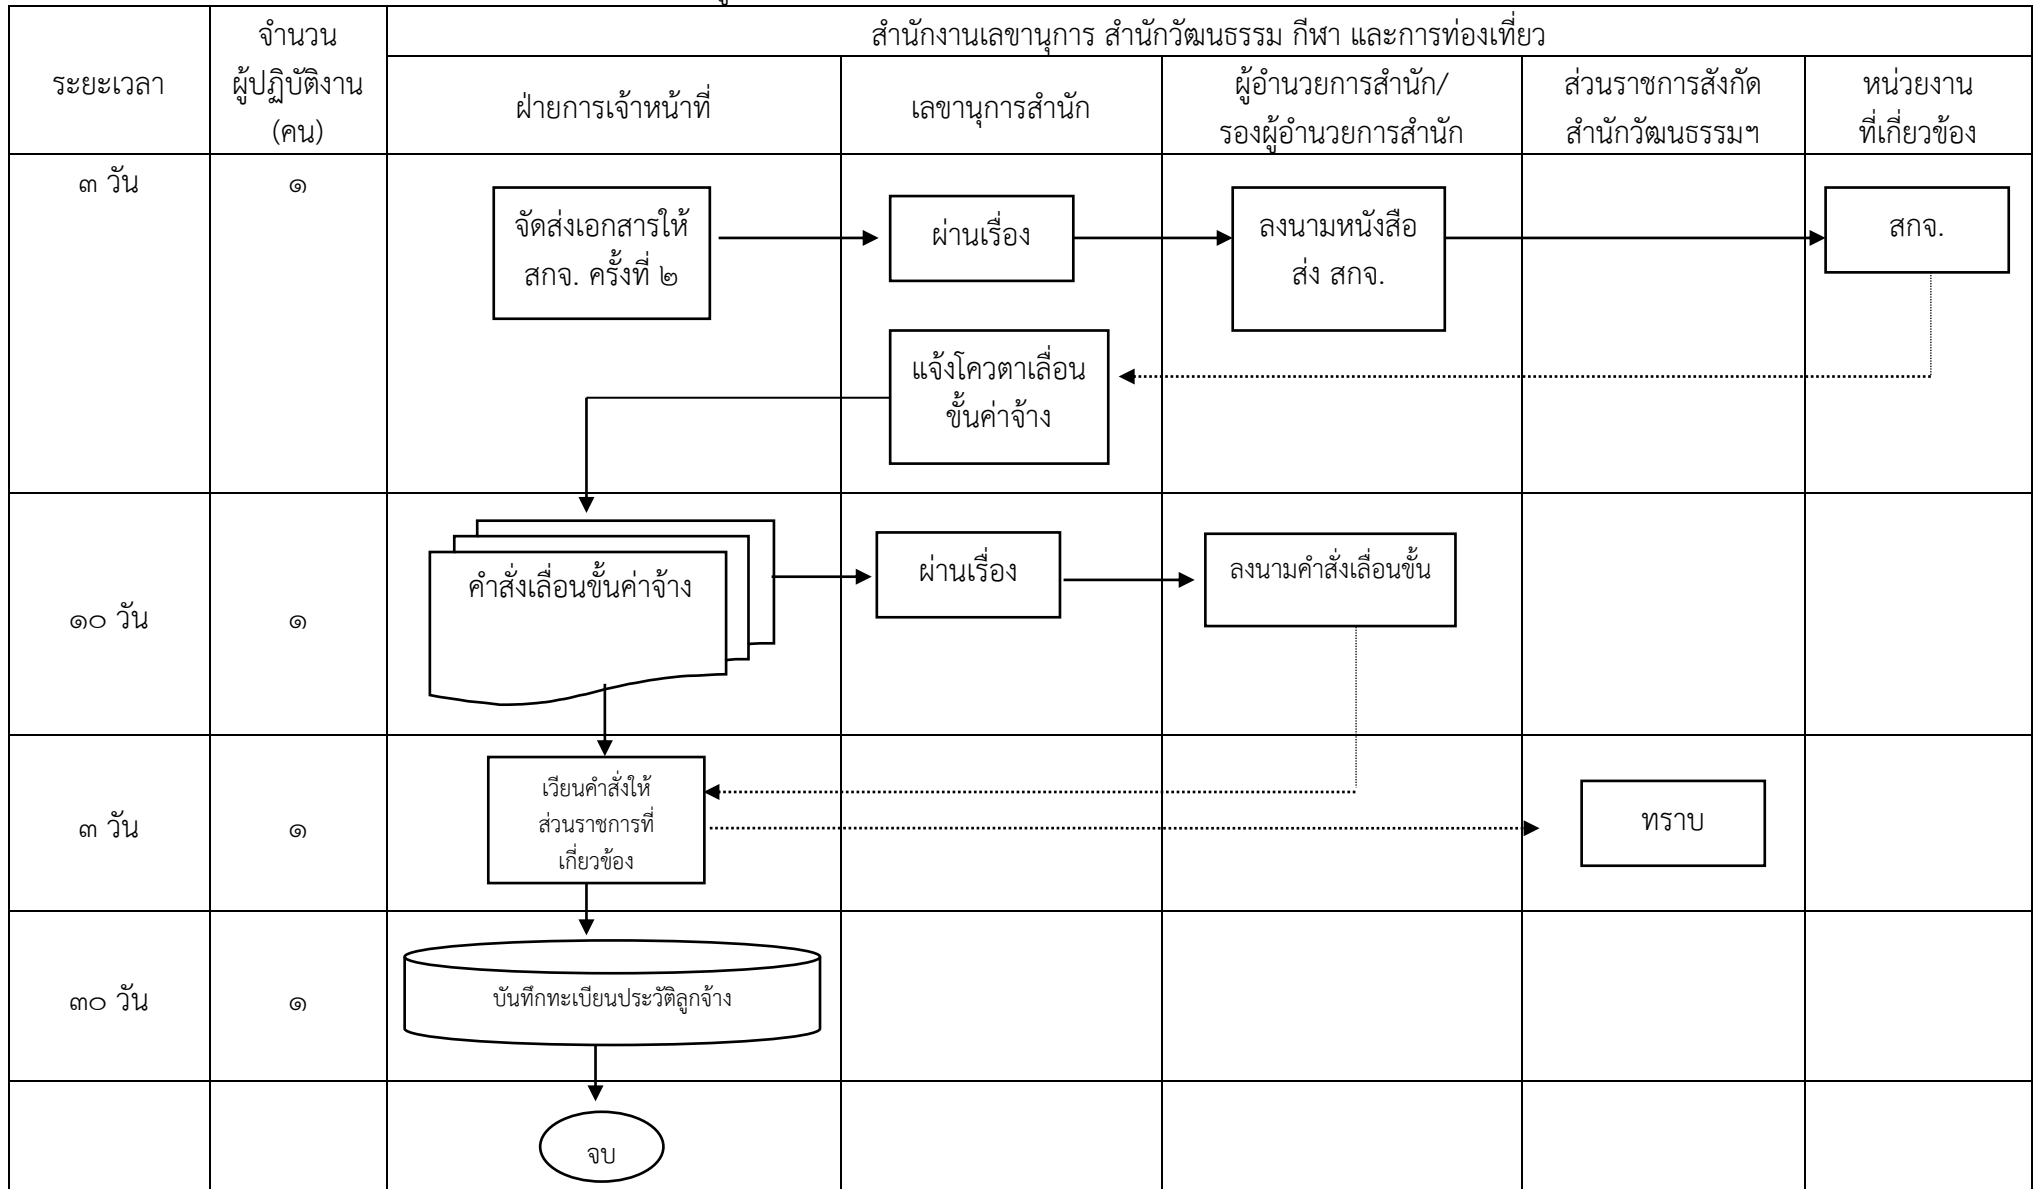 สำนักงานเลขานุการ สำนักวัฒนธรรม กีฬา และการท่องเที่ยว
ระยะเวลา
จำนวน
ผู้ปฏิบัติงาน
(คน)
ฝ่ายการเจ้าหน้าที่
เลขานุการสำนัก
ผู้อำนวยการสำนัก/
รองผู้อำนวยการสำนัก
ส่วนราชการสังกัด
สำนักวัฒนธรรมฯ
หน่วยงาน
ที่เกี่ยวข้อง
๓ วัน
๑
จัดส่งเอกสารให้
สกจ. ครั้งที่ ๒
ผ่านเรื่อง
ลงนามหนังสือ
ส่ง สกจ.
สกจ.
แจ้งโควตาเลื่อน
ขั้นค่าจ้าง
๑๐ วัน
๑
คำสั่งเลื่อนขั้นค่าจ้าง
ผ่านเรื่อง
ลงนามคำสั่งเลื่อนขั้น
๓ วัน
๑
เวียนคำสั่งให้
ส่วนราชการที่
เกี่ยวข้อง
ทราบ
๓๐ วัน
๑
บันทึกทะเบียนประวัติลูกจ้าง
จบ